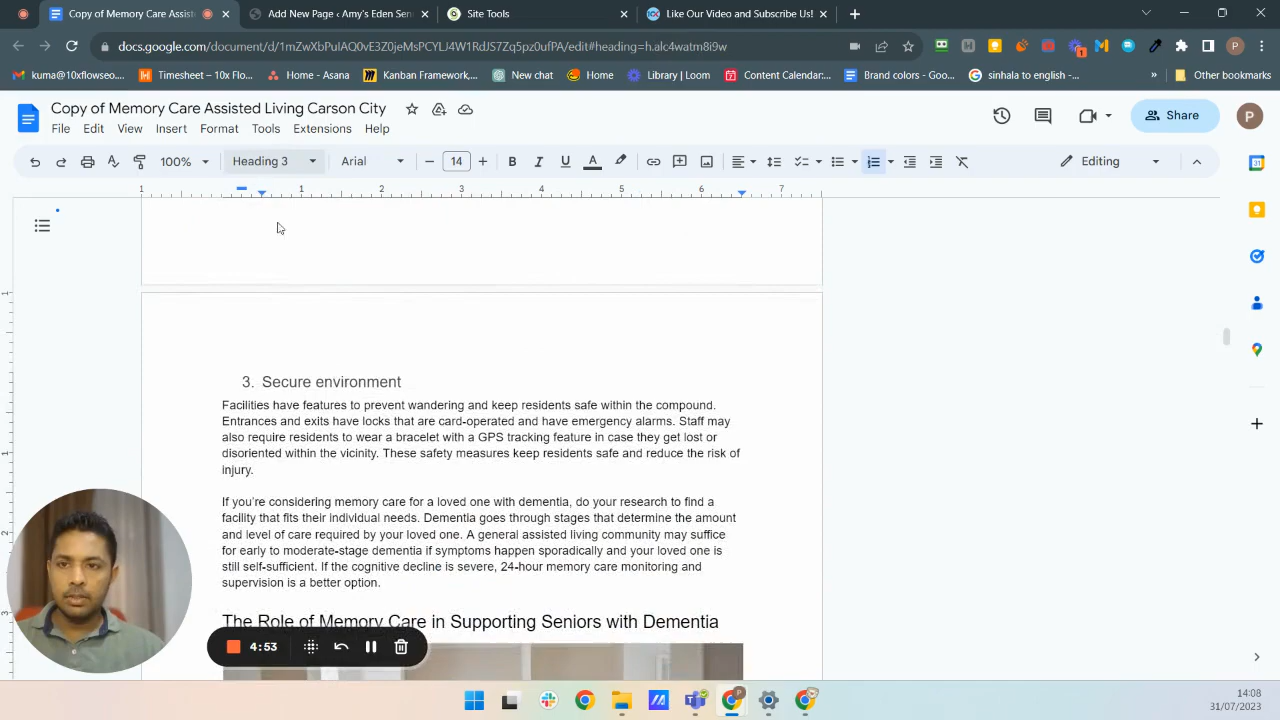 Copy of Memory Care Assist
Add New Page ‹ Amy's Eden Sen
Site Tools
Like Our Video and Subscribe Us!
docs.google.com/document/d/1mZwXbPulAQ0vE3Z0jeMsPCYLJ4W1RdJS7Zq5pz0ufPA/edit#heading=h.alc4watm8i9w
kuma@10xflowseo...
Timesheet – 10x Flo...
Home - Asana
Kanban Framework,...
New chat
Home
Library | Loom
Content Calendar:...
Brand colors - Goo...
sinhala to english -...
»
Other bookmarks
Copy of Memory Care Assisted Living Carson City
File Edit View Insert Format Tools Extensions Help
Share
P
100% Heading 3 Arial 14 B I U A Editing
1 1 2 3 4 5 6 7
3. Secure environment
Facilities have features to prevent wandering and keep residents safe within the compound.
Entrances and exits have locks that are card-operated and have emergency alarms. Staff may
also require residents to wear a bracelet with a GPS tracking feature in case they get lost or
disoriented within the vicinity. These safety measures keep residents safe and reduce the risk of
injury.
If you're considering memory care for a loved one with dementia, do your research to find a
facility that fits their individual needs. Dementia goes through stages that determine the amount
and level of care required by your loved one. A general assisted living community may suffice
for early to moderate-stage dementia if symptoms happen sporadically and your loved one is
still self-sufficient. If the cognitive decline is severe, 24-hour memory care monitoring and
supervision is a better option.
The Role of Memory Care in Supporting Seniors with Dementia
4:53
14:08
31/07/2023